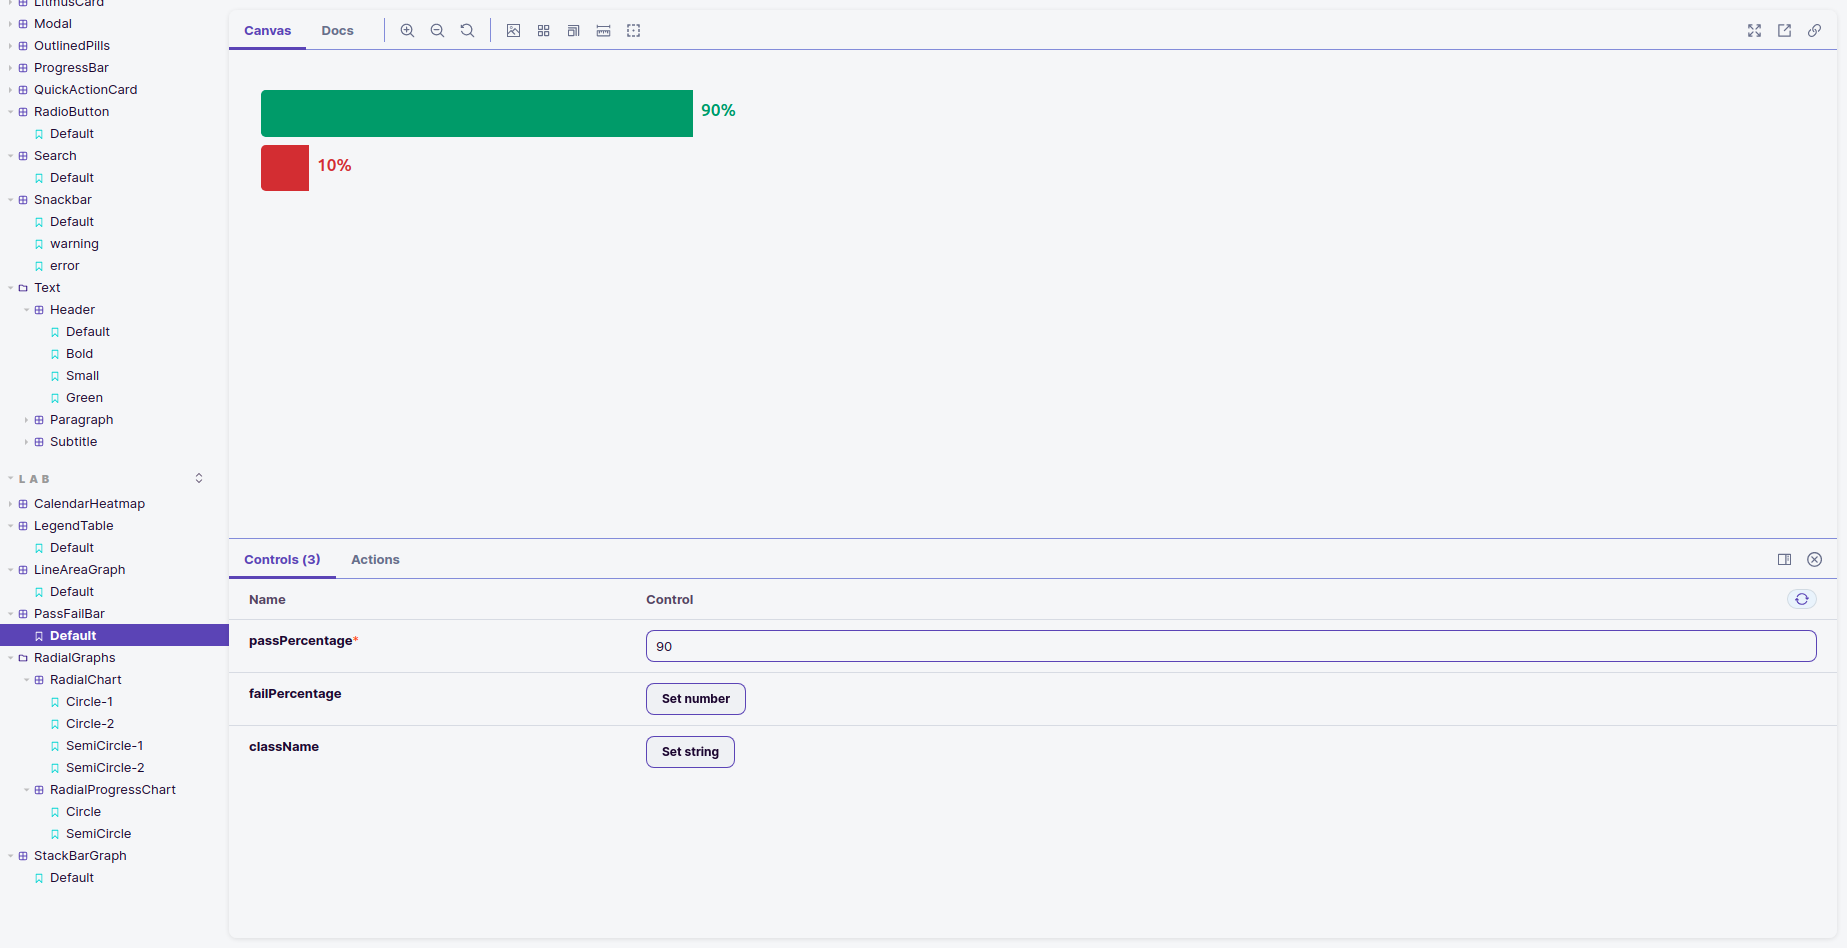 LitmusCard
Modal
OutlinedPills
ProgressBar
QuickActionCard
RadioButton
Default
Search
Default
Snackbar
Default
warning
error
Text
Header
Default
Bold
Small
Green
Paragraph
Subtitle
LAB
CalendarHeatmap
LegendTable
Default
LineAreaGraph
Default
PassFailBar
Default
RadialGraphs
RadialChart
Circle-1
Circle-2
SemiCircle-1
SemiCircle-2
RadialProgressChart
Circle
SemiCircle
StackBarGraph
Default
Canvas Docs
90%
10%
Controls (3) Actions
Name Control
passPercentage* 90
failPercentage Set number
className Set string